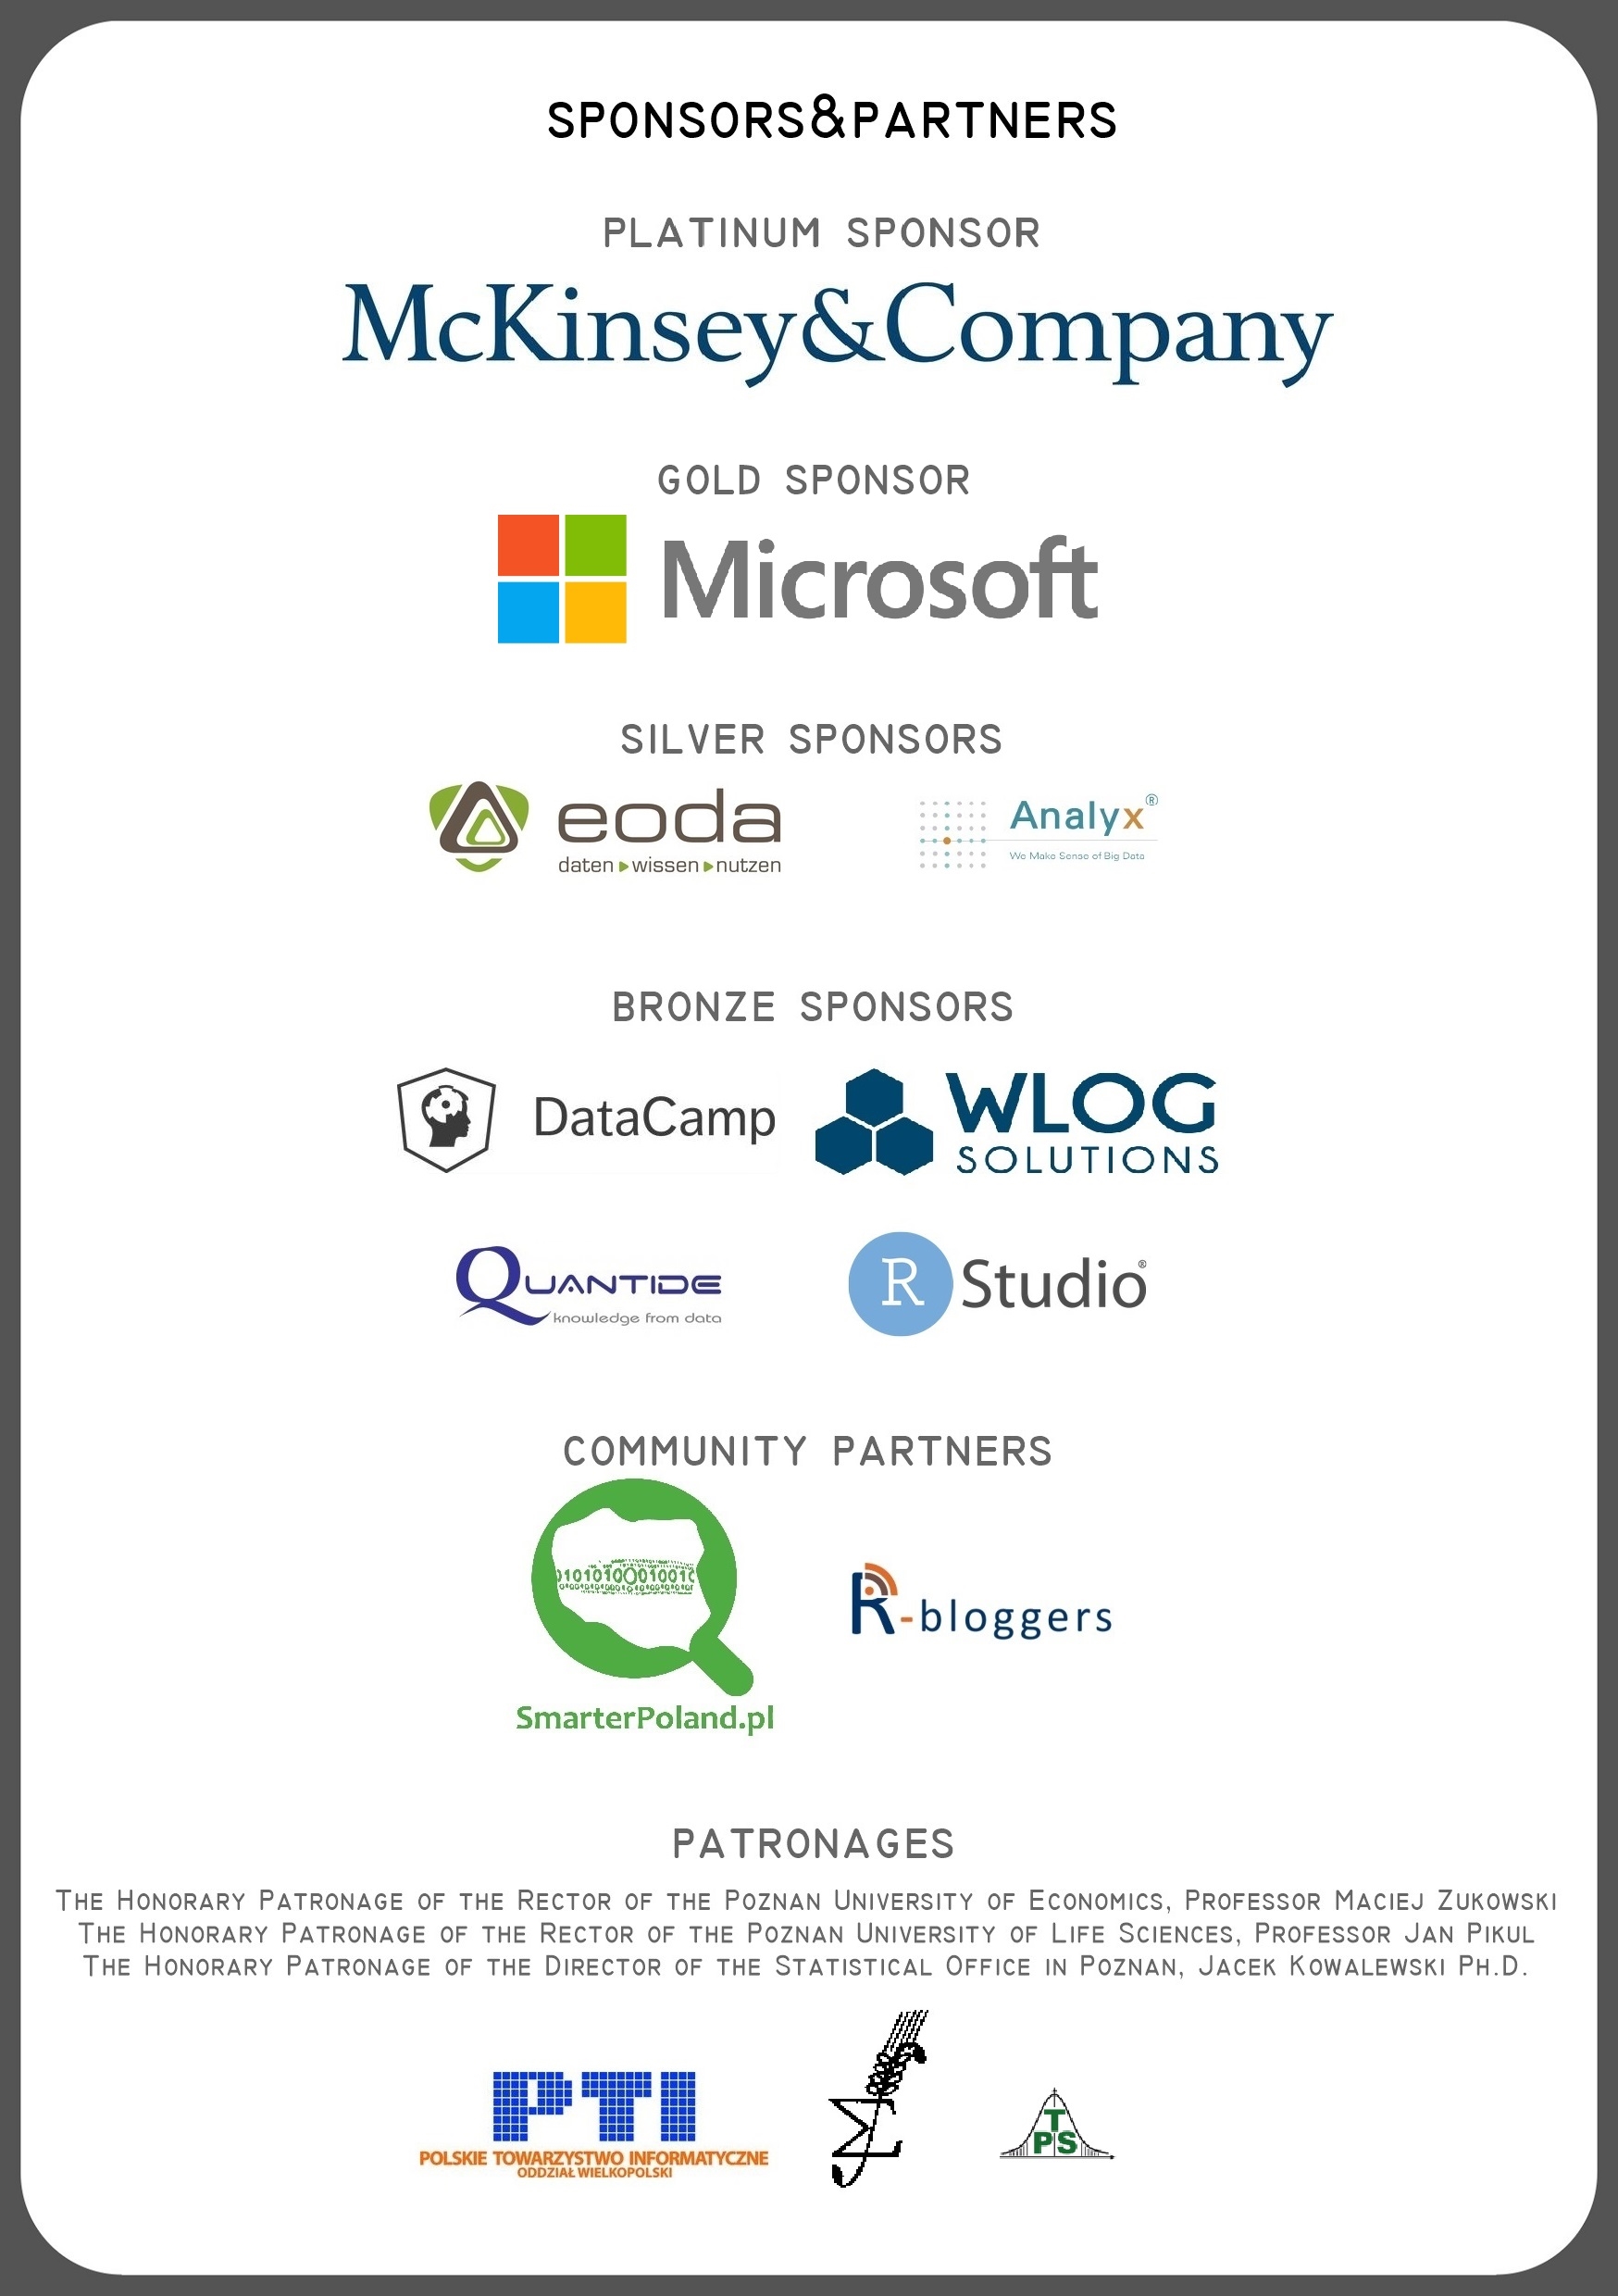 SPONSORS&PARTNERS
PLATINUM SPONSOR
McKinsey&Company
GOLD SPONSOR
Microsoft
SILVER SPONSORS
eoda
daten wissen nutzen
Analyx®
We Make Sense of Big Data
BRONZE SPONSORS
DataCamp
WLOG
SOLUTIONS
QUANTIDE
knowledge from data
R Studio®
COMMUNITY PARTNERS
SmarterPoland.pl
R-bloggers
PATRONAGES
THE HONORARY PATRONAGE OF THE RECTOR OF THE POZNAN UNIVERSITY OF ECONOMICS, PROFESSOR MACIEJ ZUKOWSKI
THE HONORARY PATRONAGE OF THE RECTOR OF THE POZNAN UNIVERSITY OF LIFE SCIENCES, PROFESSOR JAN PIKUL
THE HONORARY PATRONAGE OF THE DIRECTOR OF THE STATISTICAL OFFICE IN POZNAN, JACEK KOWALEWSKI PH.D.
PTI
POLSKIE TOWARZYSTWO INFORMATYCZNE
ODDZIAŁ WIELKOPOLSKI
Σ
T
PS